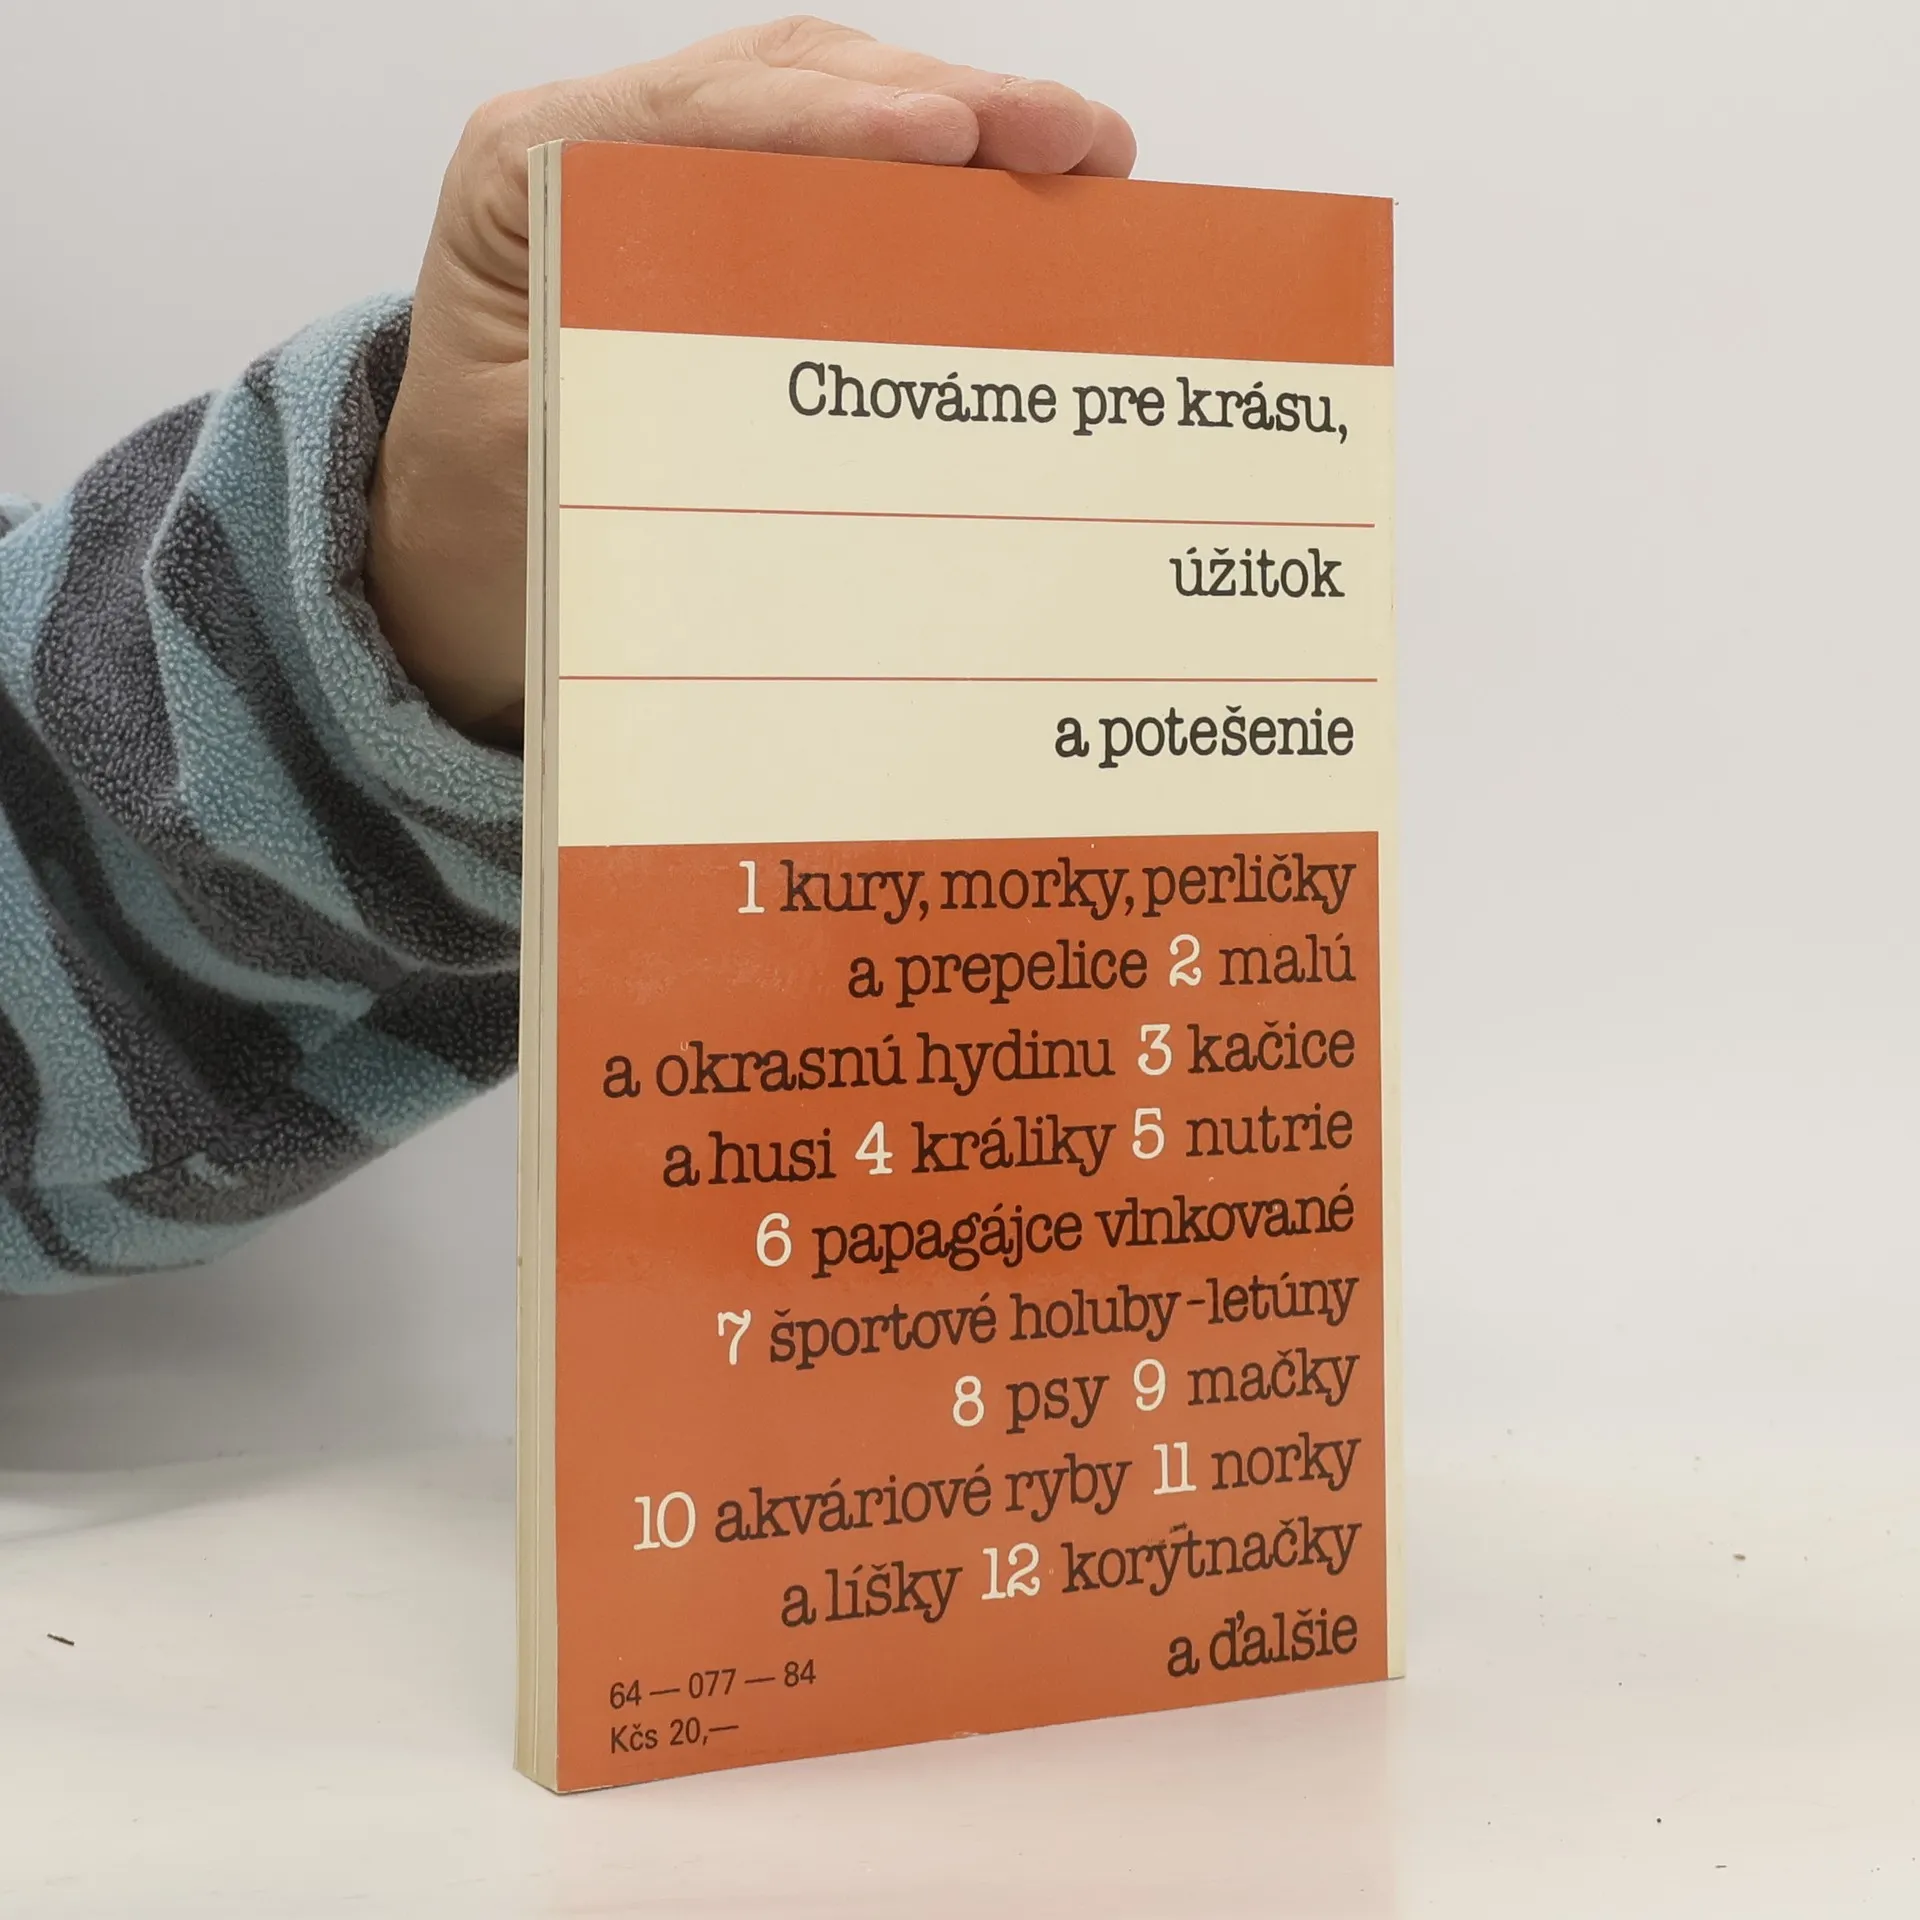 Chováme pre krásu,
úžitok
a potešenie
1 kury, morky, perličky
a prepelice 2 malú
a okrasnú hydinu 3 kačice
a husi 4 králiky 5 nutrie
6 papagájce vlnkované
7 športové holuby-letúny
8 psy 9 mačky
10 akváriové ryby 11 norky
a líšky 12 korýtnačky
a ďalšie
64 — 077 — 84
Kčs 20,—